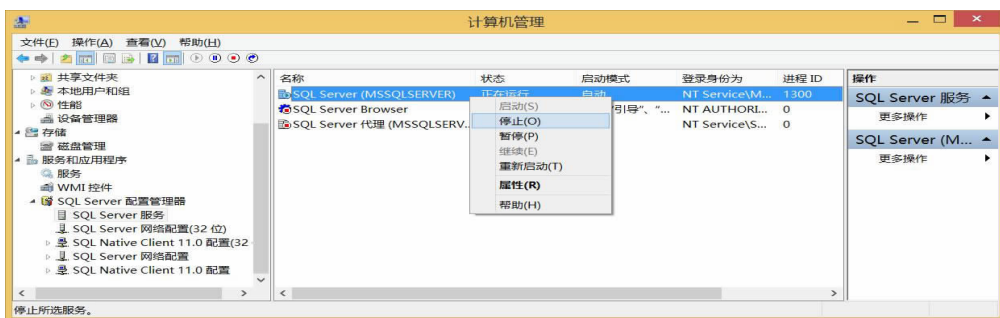 计算机管理
文件(F) 操作(A) 查看(V) 帮助(H)
共享文件夹
本地用户和组
性能
设备管理器
存储
磁盘管理
服务和应用程序
服务
WMI 控件
SQL Server 配置管理器
SQL Server 服务
SQL Server 网络配置(32 位)
SQL Native Client 11.0 配置(32
SQL Server 网络配置
SQL Native Client 11.0 配置
名称 状态 启动模式 登录身份为 进程 ID
SQL Server (MSSQLSERVER) 正在运行 自动 NT Service\M... 1300
SQL Server Browser 引导"、"... NT AUTHORI... 0
SQL Server 代理 (MSSQLSERV... NT Service\S... 0
启动(S)
停止(O)
暂停(P)
继续(E)
重新启动(T)
属性(R)
帮助(H)
操作
SQL Server 服务
更多操作
SQL Server (M...
更多操作
停止所选服务。